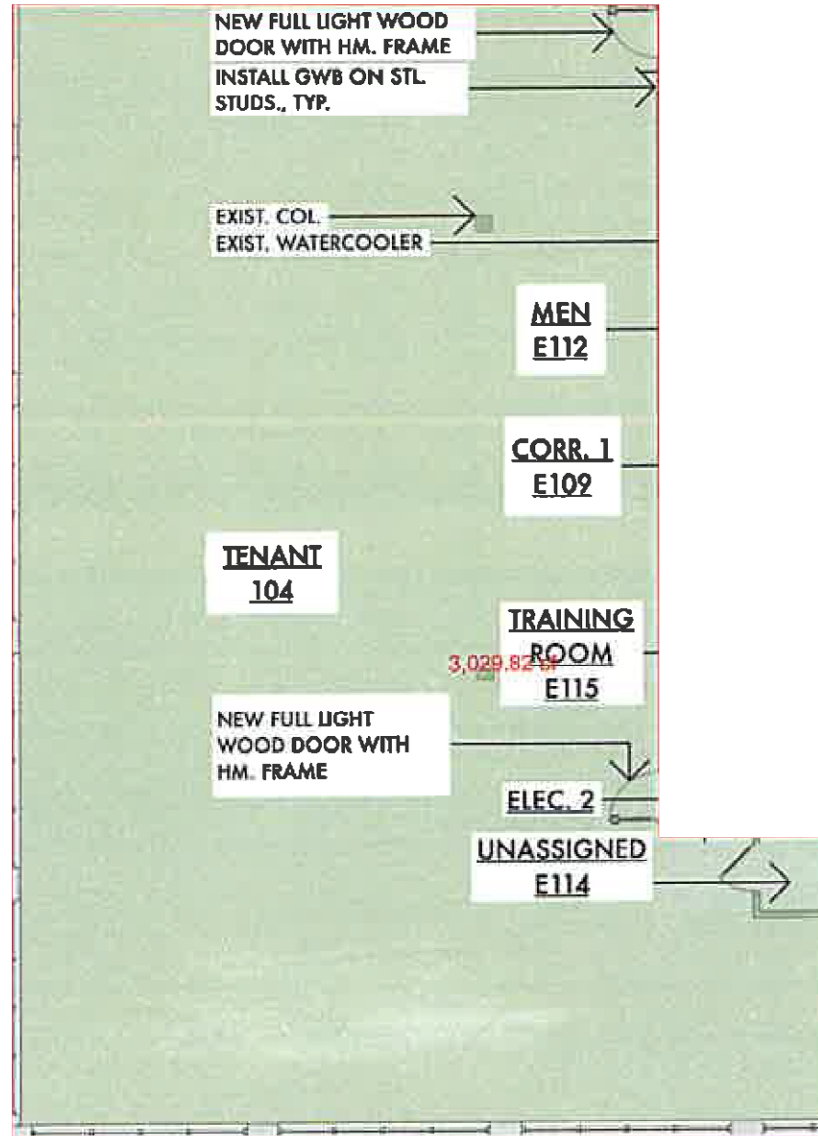 NEW FULL LIGHT WOOD
DOOR WITH HM. FRAME
INSTALL GWB ON STL.
STUDS., TYP.
EXIST. COL.
EXIST. WATERCOOLER
MEN
E112
CORR. 1
E109
TENANT
104
TRAINING
ROOM
3,029.82 sf
E115
NEW FULL LIGHT
WOOD DOOR WITH
HM. FRAME
ELEC. 2
UNASSIGNED
E114